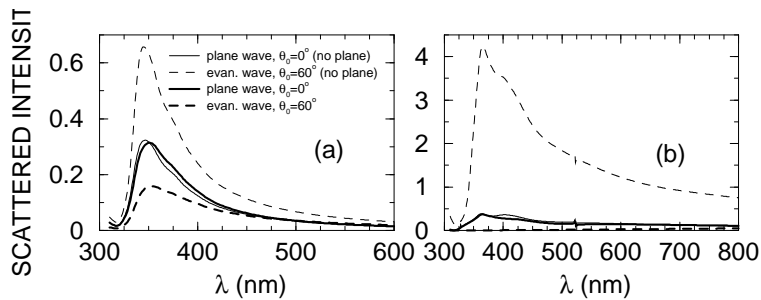 SCATTERED INTENSIT
0.6
0.4
0.2
0
plane wave, θ₀=0° (no plane)
evan. wave, θ₀=60° (no plane)
plane wave, θ₀=0°
evan. wave, θ₀=60°
(a)
300 400 500 600
λ (nm)
4
3
2
1
0
(b)
300 400 500 600 700 800
λ (nm)